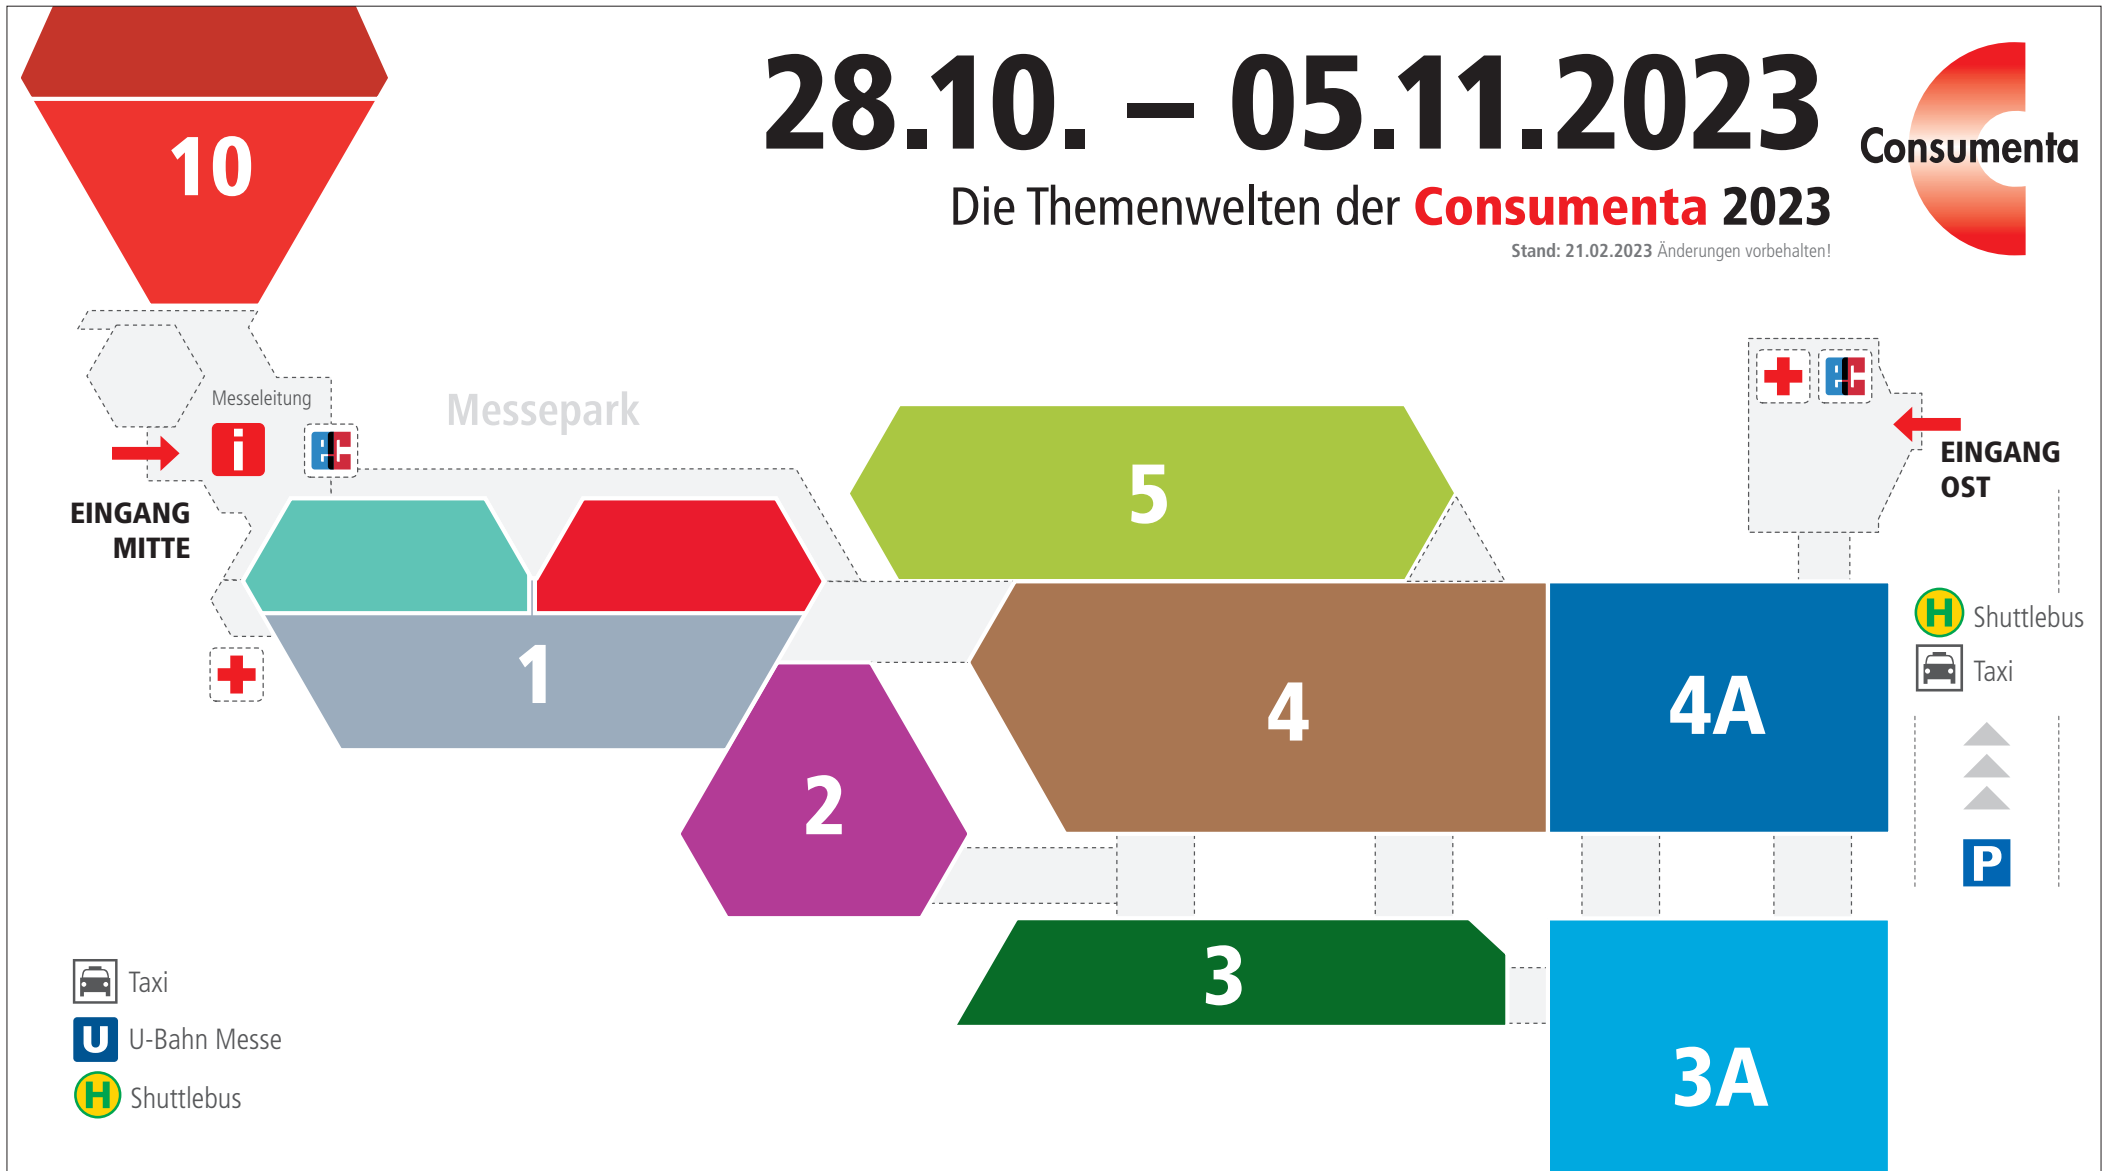 28.10. – 05.11.2023
Consumenta
Die Themenwelten der Consumenta 2023
Stand: 21.02.2023 Änderungen vorbehalten!
10
Messeleitung
i
EINGANG
MITTE
Messepark
EINGANG
OST
5
1
4
4A
2
3
3A
H Shuttlebus
Taxi
P
Taxi
U U-Bahn Messe
H Shuttlebus